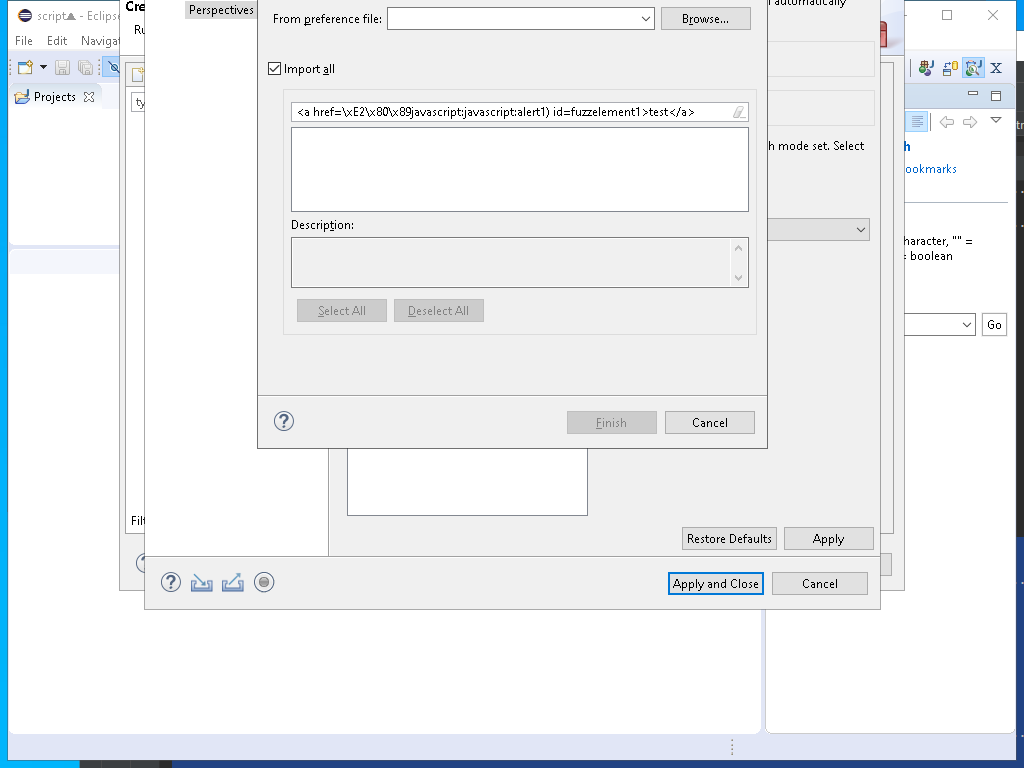 script▲ - Eclipse
Cre
Perspectives
automatically
Ru
From preference file:
Browse...
File Edit Navigat
Import all
Projects
ty
<a href=\xE2\x80\x89javascript:javascript:alert1) id=fuzzelement1>test</a>
h mode set. Select
h
ookmarks
Description:
haracter, "" =
= boolean
Select All
Deselect All
Go
Finish
Cancel
Filt
Restore Defaults
Apply
Apply and Close
Cancel